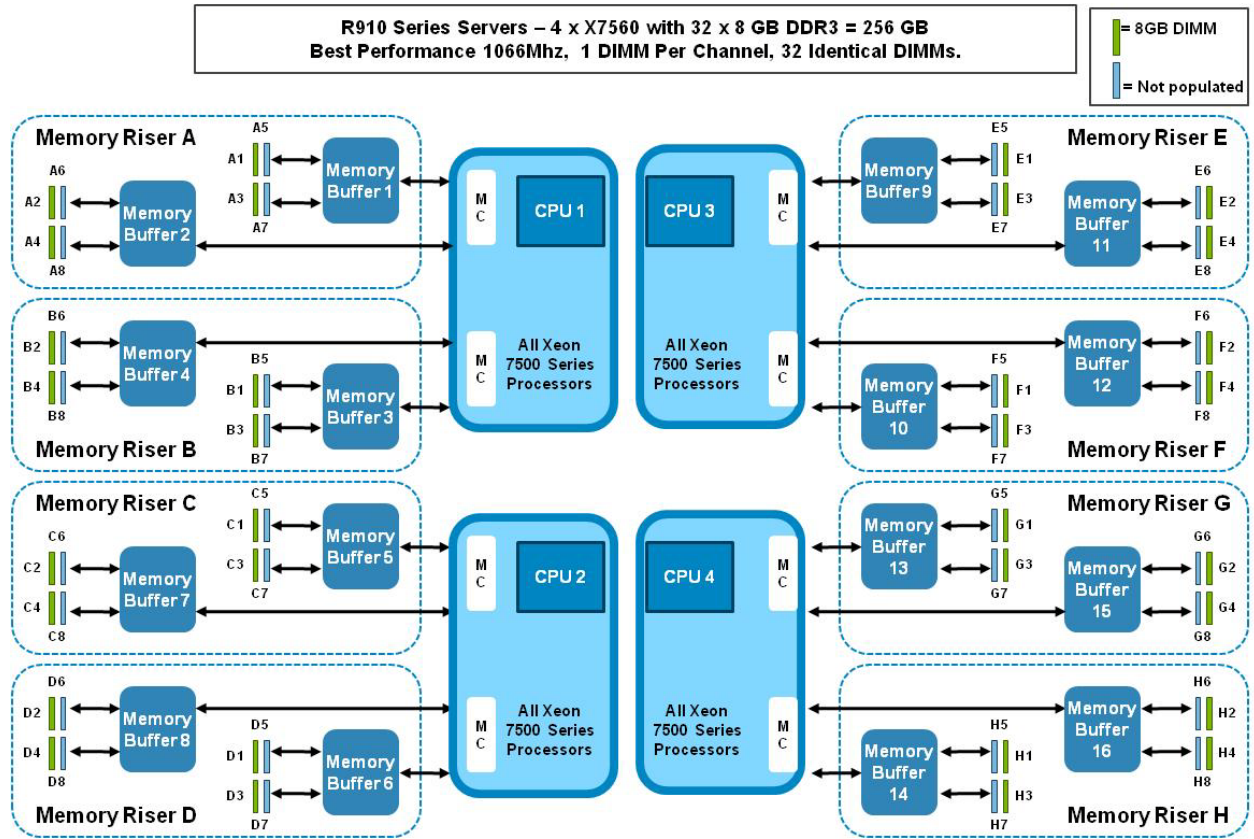 R910 Series Servers – 4 x X7560 with 32 x 8 GB DDR3 = 256 GB
Best Performance 1066Mhz, 1 DIMM Per Channel, 32 Identical DIMMs.
= 8GB DIMM
= Not populated
Memory Riser A
A5
A1
A3
A7
Memory
Buffer 1
A6
A2
A4
A8
Memory
Buffer 2
B6
B2
B4
B8
Memory
Buffer 4
B5
B1
B3
B7
Memory
Buffer 3
Memory Riser B
MC
CPU 1
MC
All Xeon
7500 Series
Processors
CPU 3
MC
All Xeon
7500 Series
Processors
MC
Memory Riser E
Memory
Buffer 9
E5
E1
E3
E7
Memory
Buffer
11
E6
E2
E4
E8
Memory
Buffer
12
F6
F2
F4
F8
Memory
Buffer
10
F5
F1
F3
F7
Memory Riser F
Memory Riser C
C5
C1
C3
C7
Memory
Buffer 5
C6
C2
C4
C8
Memory
Buffer 7
D6
D2
D4
D8
Memory
Buffer 8
D5
D1
D3
D7
Memory
Buffer 6
Memory Riser D
MC
CPU 2
MC
All Xeon
7500 Series
Processors
CPU 4
MC
All Xeon
7500 Series
Processors
MC
Memory Riser G
Memory
Buffer
13
G5
G1
G3
G7
Memory
Buffer
15
G6
G2
G4
G8
Memory
Buffer
16
H6
H2
H4
H8
Memory
Buffer
14
H5
H1
H3
H7
Memory Riser H